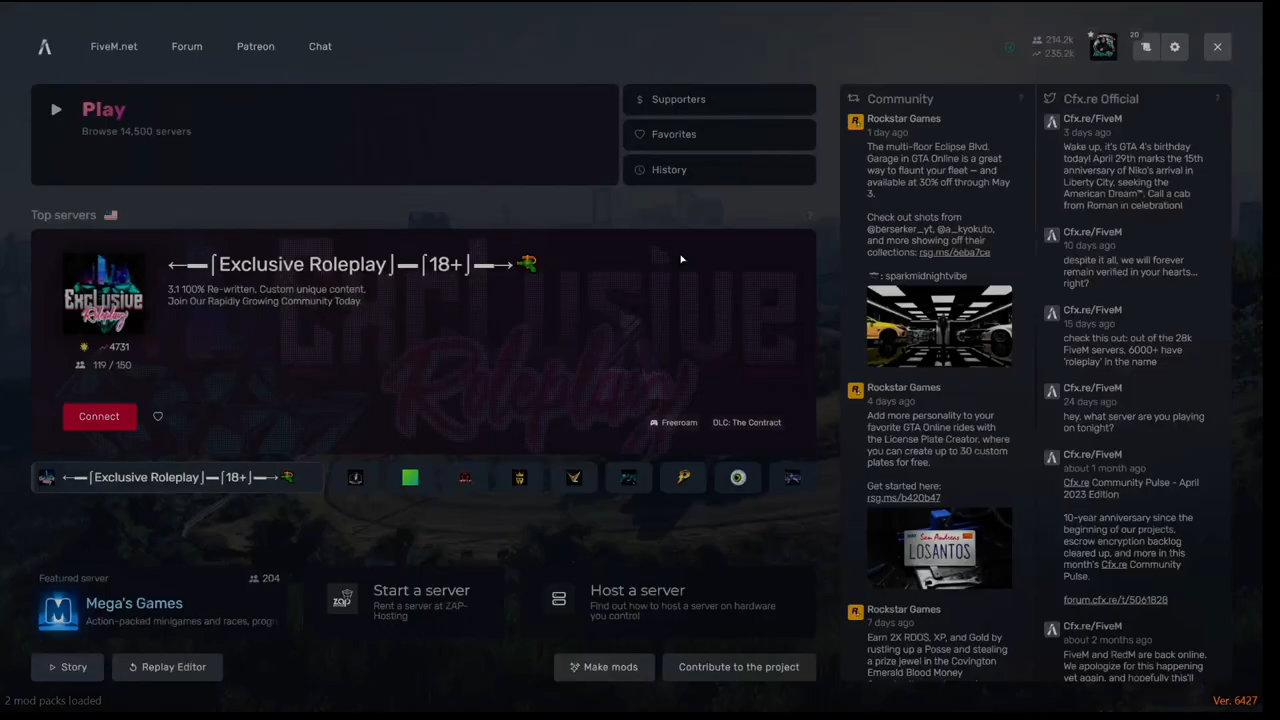 FiveM.net
Forum
Patreon
Chat
214.2k
235.2k
20
Play
Browse 14,500 servers
Supporters
Favorites
History
Top servers
?
Exclusive
Roleplay
←—⌠Exclusive Roleplay⌡—⌠18+⌡—→
3.1 100% Re-written, Custom unique content,
Join Our Rapidly Growing Community Today
4731
119 / 150
Connect
Freeroam
DLC: The Contract
←—⌠Exclusive Roleplay⌡—⌠18+⌡—→
Featured server
204
Mega's Games
Action-packed minigames and races, progr
ZAP
Start a server
Rent a server at ZAP-
Hosting
Host a server
Find out how to host a server on hardware
you control
Story
Replay Editor
Make mods
Contribute to the project
2 mod packs loaded
Ver. 6427
Community
?
Rockstar Games
1 day ago
The multi-floor Eclipse Blvd.
Garage in GTA Online is a great
way to flaunt your fleet — and
available at 30% off through May
3.
Check out shots from
@berserker_yt, @a_kyokuto,
and more showing off their
collections: rsg.ms/6eba7ce
: sparkmidnightvibe
Rockstar Games
4 days ago
Add more personality to your
favorite GTA Online rides with
the License Plate Creator, where
you can create up to 30 custom
plates for free.
Get started here:
rsg.ms/b420b47
San Andreas
LOSANTOS
Rockstar Games
7 days ago
Earn 2X RDO$, XP, and Gold by
rustling up a Posse and stealing
a prize jewel in the Covington
Emerald Blood Money
Cfx.re Official
?
Cfx.re/FiveM
3 days ago
Wake up, it's GTA 4's birthday
today! April 29th marks the 15th
anniversary of Niko's arrival in
Liberty City, seeking the
American Dream™. Call a cab
from Roman in celebration!
Cfx.re/FiveM
10 days ago
despite it all, we will forever
remain verified in your hearts...
right?
Cfx.re/FiveM
15 days ago
check this out: out of the 28k
FiveM servers, 6000+ have
'roleplay' in the name
Cfx.re/FiveM
24 days ago
hey, what server are you playing
on tonight?
Cfx.re/FiveM
about 1 month ago
Cfx.re Community Pulse - April
2023 Edition
10-year anniversary since the
beginning of our projects,
escrow encryption backlog
cleared up, and more in this
month's Cfx.re Community
Pulse.
forum.cfx.re/t/5061828
Cfx.re/FiveM
about 2 months ago
FiveM and RedM are back online.
We apologize for this happening
yet again, and hopefully this'll